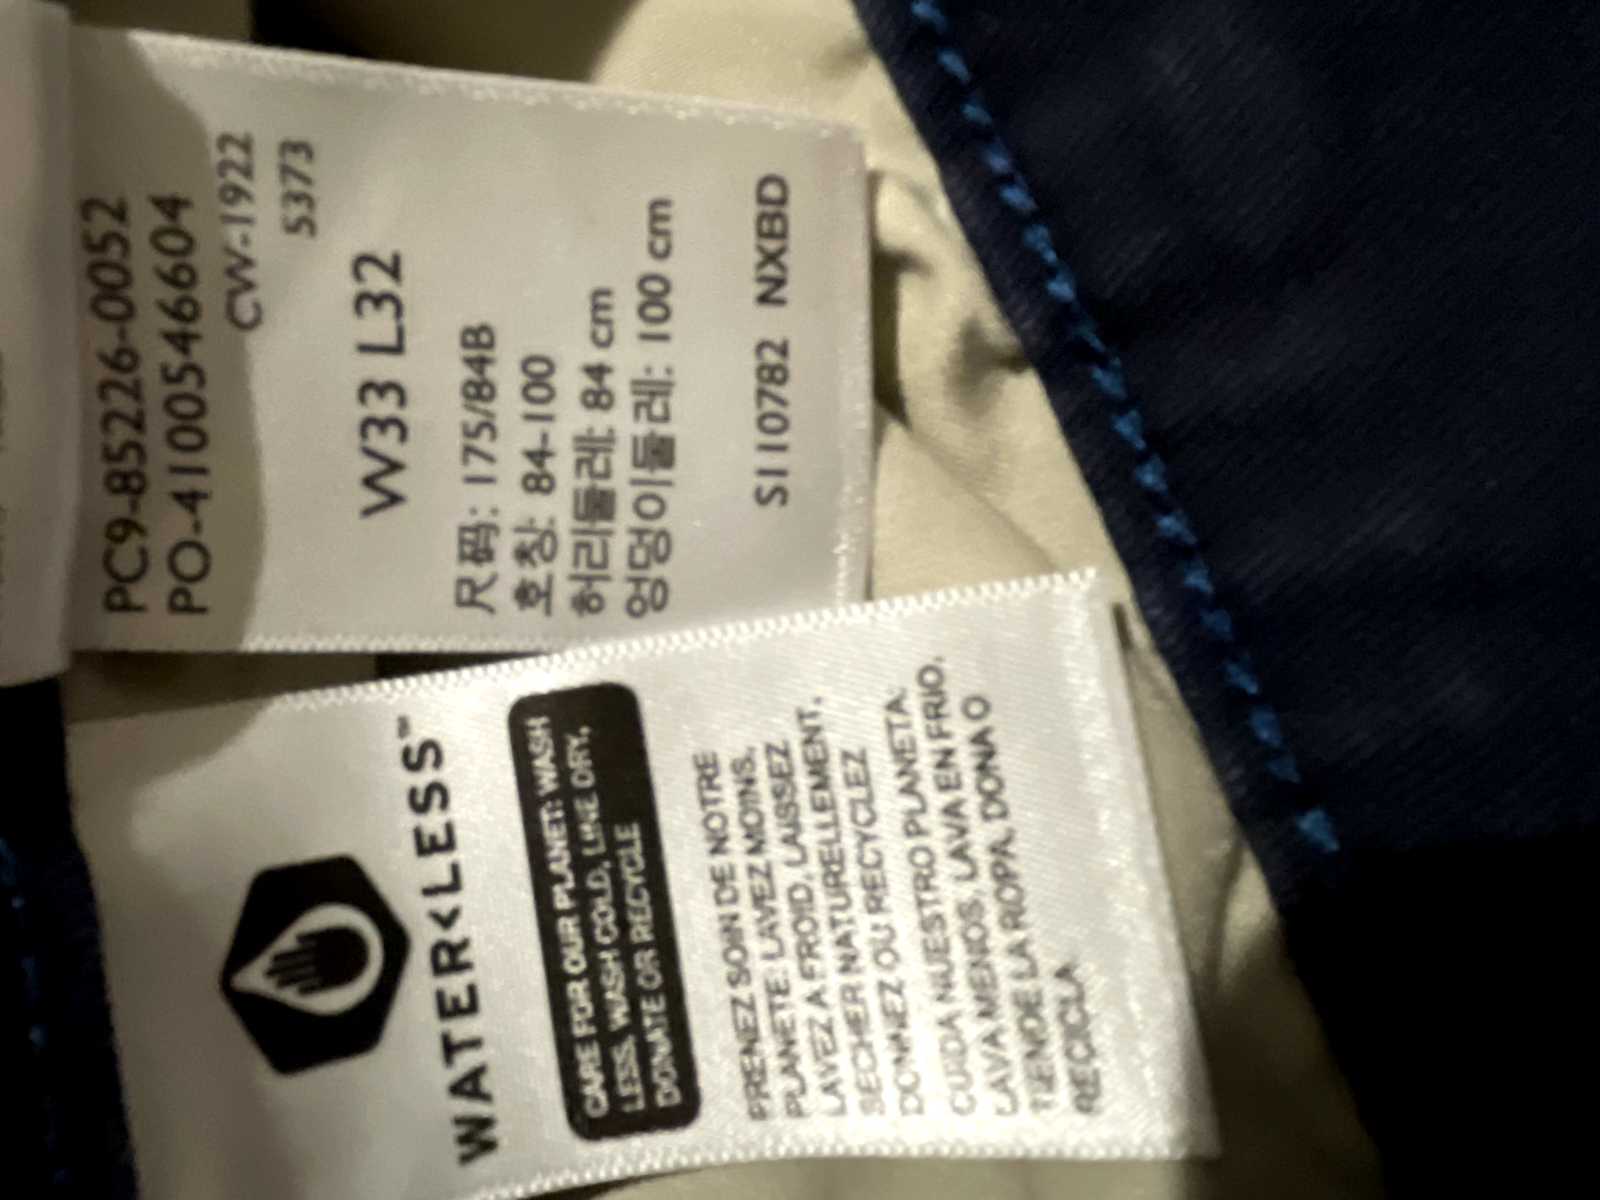 PC9-85226-0052
PO-4100546604
CW-1922
S373
W33 L32
尺码: 175/84B
호칭: 84-100
허리둘레: 84 cm
엉덩이둘레: 100 cm
S110782 NXBD
WATER<LESS™
CARE FOR OUR PLANET: WASH
LESS, WASH COLD, LINE DRY,
DONATE OR RECYCLE
PRENEZ SOIN DE NOTRE
PLANETE: LAVEZ MOINS,
LAVEZ A FROID, LAISSEZ
SECHER NATURELLEMENT,
DONNEZ OU RECYCLEZ
CUIDA NUESTRO PLANETA:
LAVA MENOS, LAVA EN FRIO,
TIENDE LA ROPA, DONA O
RECICLA